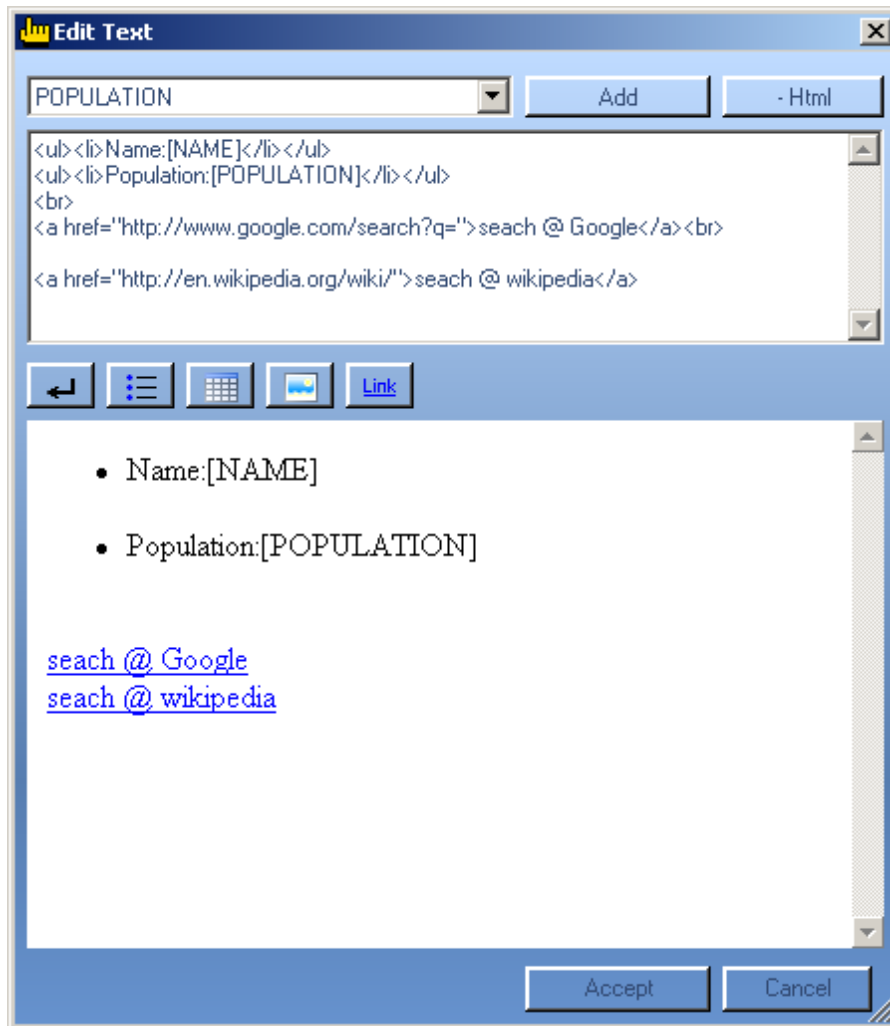 Edit Text
POPULATION
Add
- Html
<ul><li>Name:[NAME]</li></ul>
<ul><li>Population:[POPULATION]</li></ul>
<br>
<a href="http://www.google.com/search?q=">seach @ Google</a><br>
<a href="http://en.wikipedia.org/wiki/">seach @ wikipedia</a>
Link
Name:[NAME]
Population:[POPULATION]
seach @ Google
seach @ wikipedia
Accept
Cancel